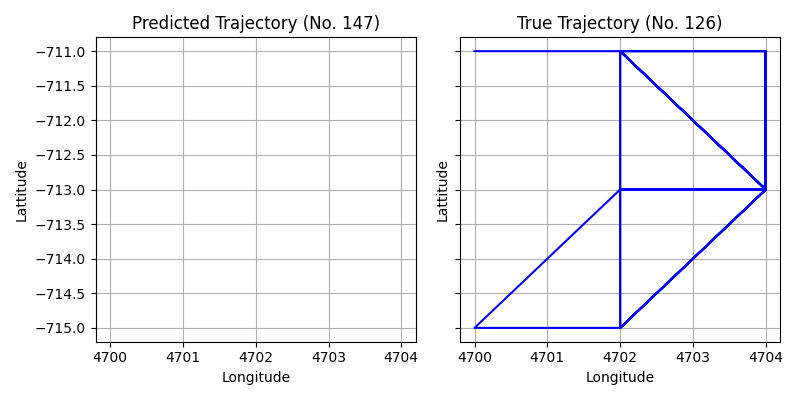 Predicted Trajectory (No. 147)
Lattitude
−711.0
−711.5
−712.0
−712.5
−713.0
−713.5
−714.0
−714.5
−715.0
4700 4701 4702 4703 4704
Longitude
True Trajectory (No. 126)
Lattitude
4700 4701 4702 4703 4704
Longitude